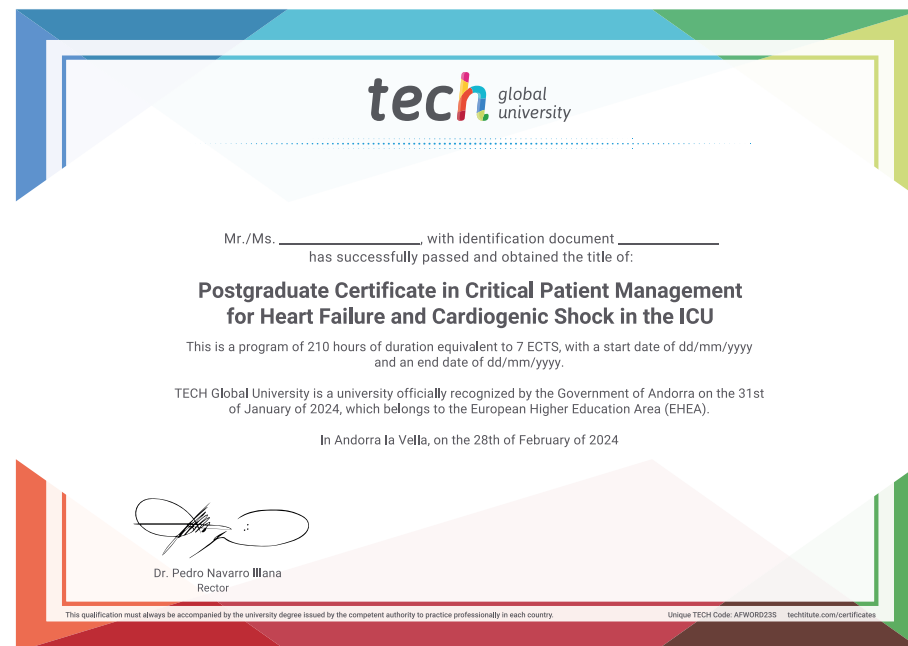 tech global
university
Mr./Ms. ____________________, with identification document ______________
has successfully passed and obtained the title of:
Postgraduate Certificate in Critical Patient Management
for Heart Failure and Cardiogenic Shock in the ICU
This is a program of 210 hours of duration equivalent to 7 ECTS, with a start date of dd/mm/yyyy
and an end date of dd/mm/yyyy.
TECH Global University is a university officially recognized by the Government of Andorra on the 31st
of January of 2024, which belongs to the European Higher Education Area (EHEA).
In Andorra la Vella, on the 28th of February of 2024
Dr. Pedro Navarro Illana
Rector
This qualification must always be accompanied by the university degree issued by the competent authority to practice professionally in each country.
Unique TECH Code: AFWORD23S techtitute.com/certificates